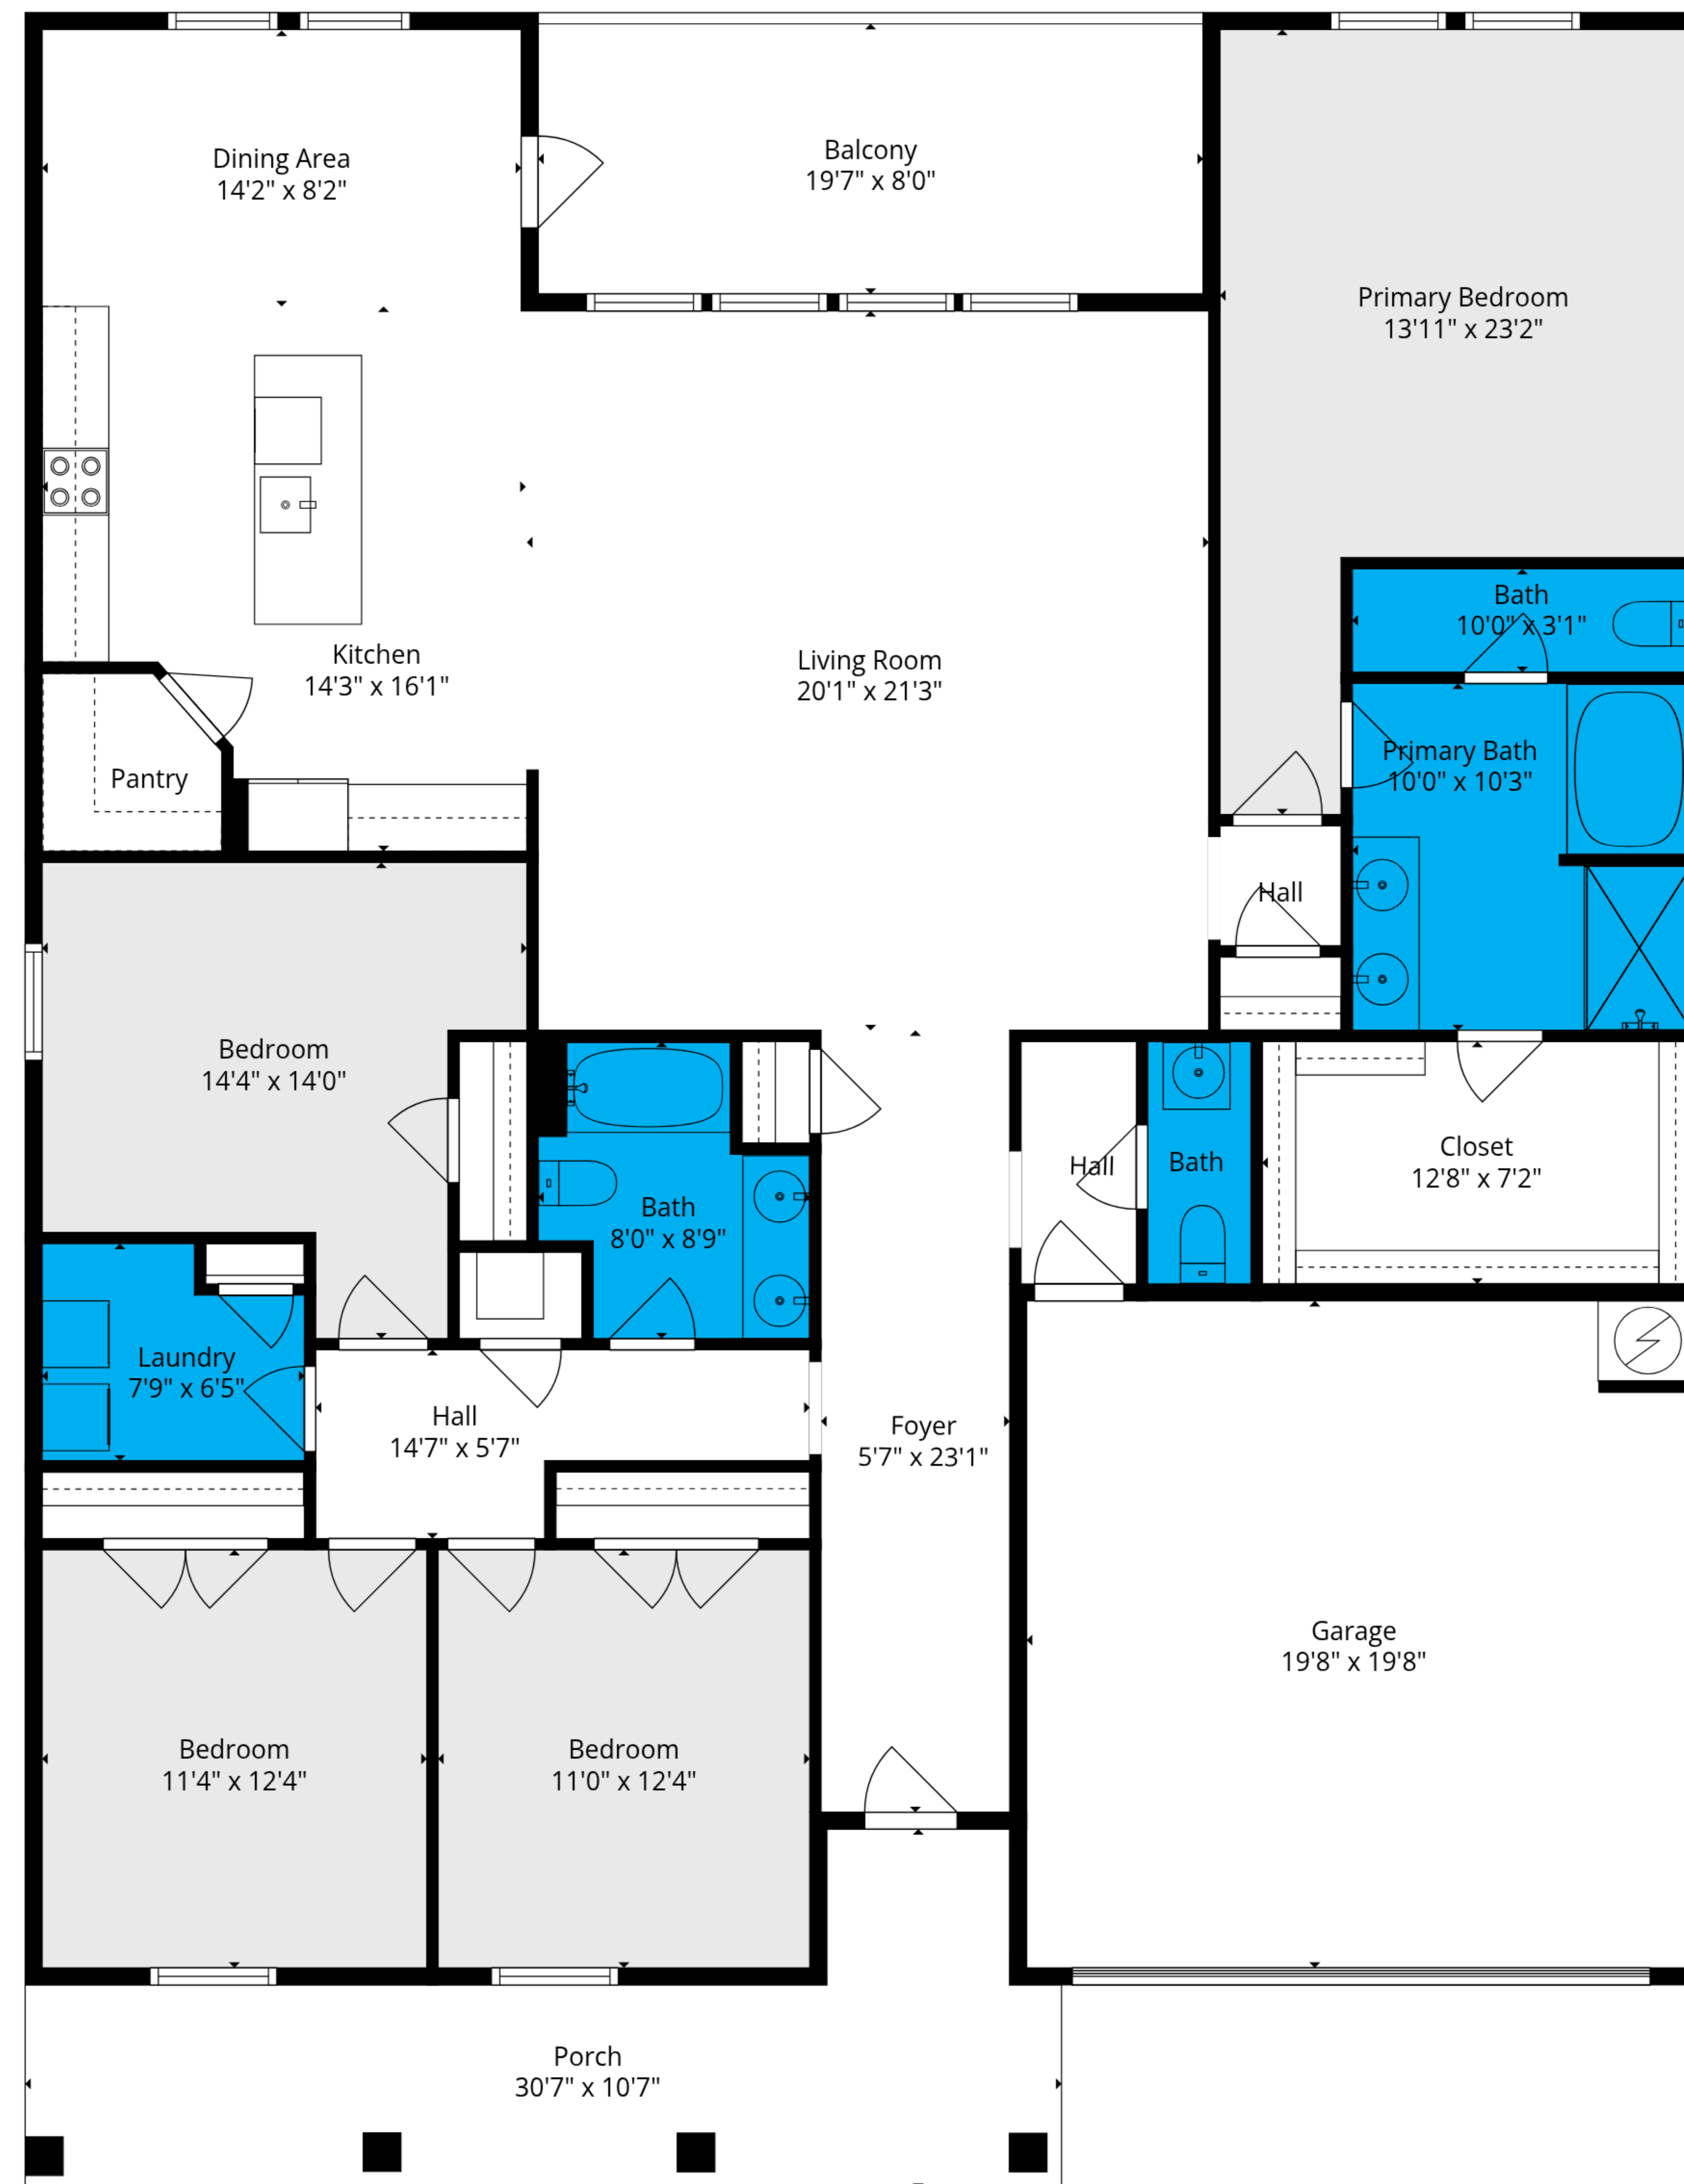 Dining Area
14'2" x 8'2"
Balcony
19'7" x 8'0"
Primary Bedroom
13'11" x 23'2"
Bath
10'0" x 3'1"
Kitchen
14'3" x 16'1"
Living Room
20'1" x 21'3"
Primary Bath
10'0" x 10'3"
Pantry
Hall
Bedroom
14'4" x 14'0"
Closet
12'8" x 7'2"
Hall
Bath
Bath
8'0" x 8'9"
Laundry
7'9" x 6'5"
Hall
14'7" x 5'7"
Foyer
5'7" x 23'1"
Garage
19'8" x 19'8"
Bedroom
11'4" x 12'4"
Bedroom
11'0" x 12'4"
Porch
30'7" x 10'7"